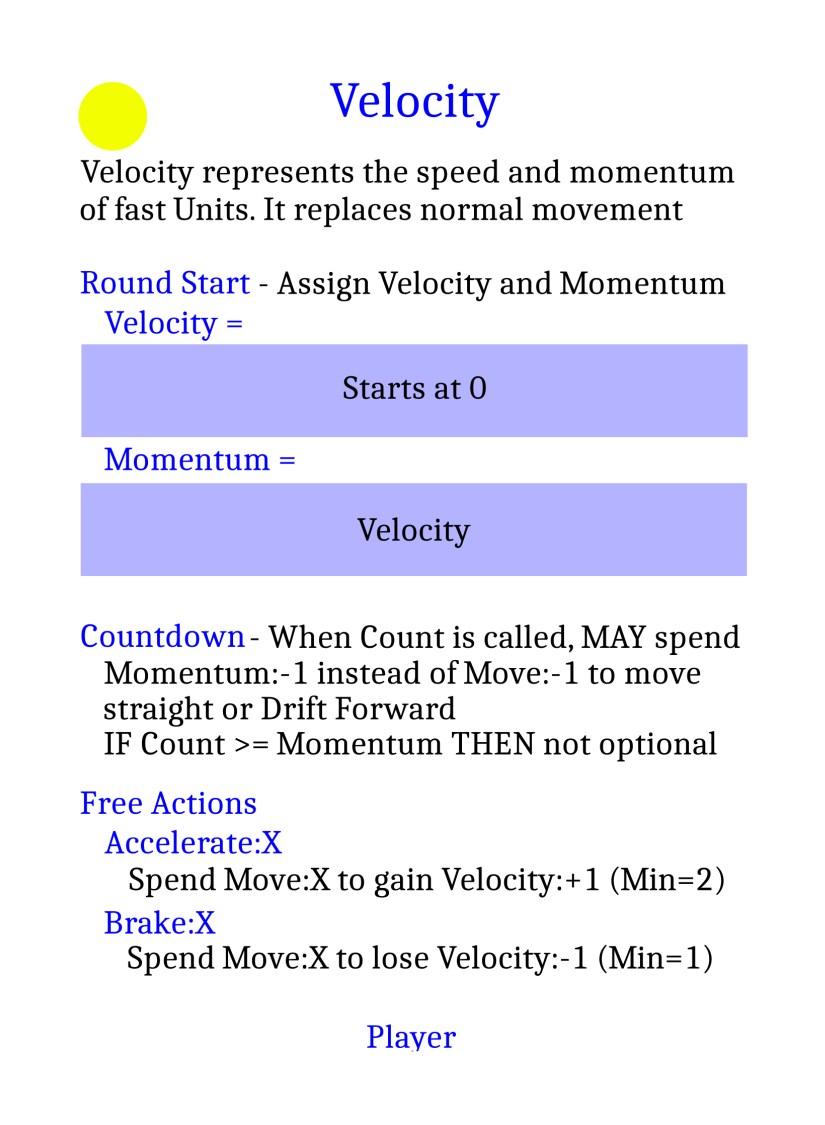 Velocity
Velocity represents the speed and momentum
of fast Units. It replaces normal movement
Round Start - Assign Velocity and Momentum
Velocity =
Starts at 0
Momentum =
Velocity
Countdown - When Count is called, MAY spend
Momentum:-1 instead of Move:-1 to move
straight or Drift Forward
IF Count >= Momentum THEN not optional
Free Actions
Accelerate:X
Spend Move:X to gain Velocity:+1 (Min=2)
Brake:X
Spend Move:X to lose Velocity:-1 (Min=1)
Player